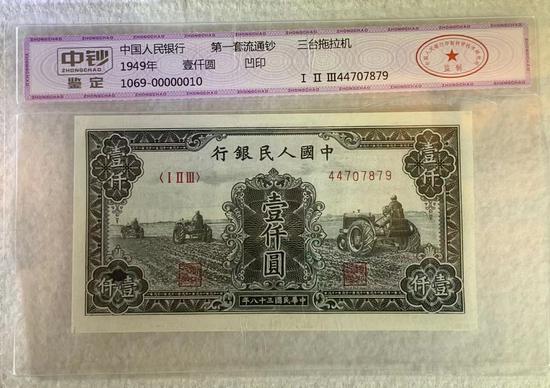 中钞
ZHONGCHAO
鉴定
中国人民银行 第一套流通钞 三台拖拉机
1949年 壹仟圆 凹印
1069-00000010 I II III44707879
监制
中國人民銀行
壹仟
壹仟
〈I II III〉 44707879
壹仟圓
壹仟
壹仟
中華民國三十八年